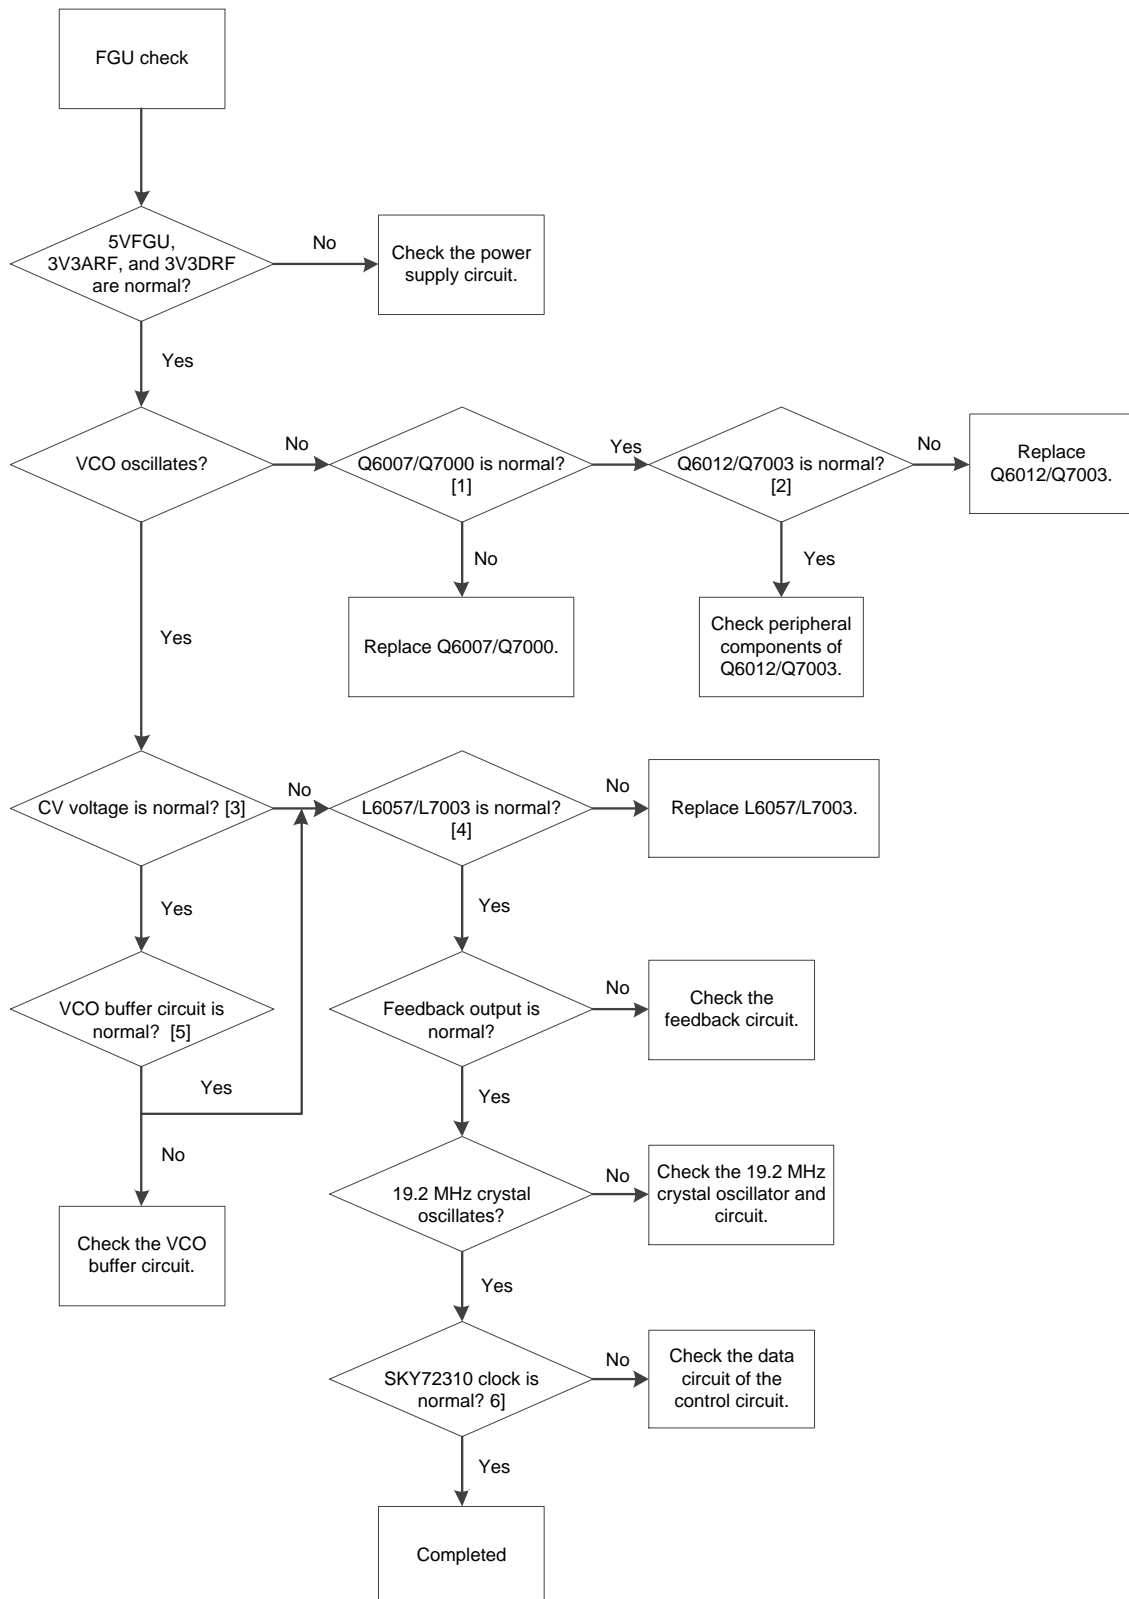 FGU check
5VFGU,
3V3ARF, and 3V3DRF
are normal?
No
Check the power
supply circuit.
Yes
VCO oscillates?
No
Q6007/Q7000 is normal?
[1]
Yes
Q6012/Q7003 is normal?
[2]
No
Replace
Q6012/Q7003.
No
Yes
Yes
Replace Q6007/Q7000.
Check peripheral
components of
Q6012/Q7003.
CV voltage is normal? [3]
No
L6057/L7003 is normal?
[4]
No
Replace L6057/L7003.
Yes
Yes
VCO buffer circuit is
normal?  [5]
Feedback output is
normal?
No
Check the
feedback circuit.
Yes
Yes
No
19.2 MHz crystal
oscillates?
No
Check the 19.2 MHz
crystal oscillator and
circuit.
Check the VCO
buffer circuit.
Yes
SKY72310 clock is
normal? 6]
No
Check the data
circuit of the
control circuit.
Yes
Completed